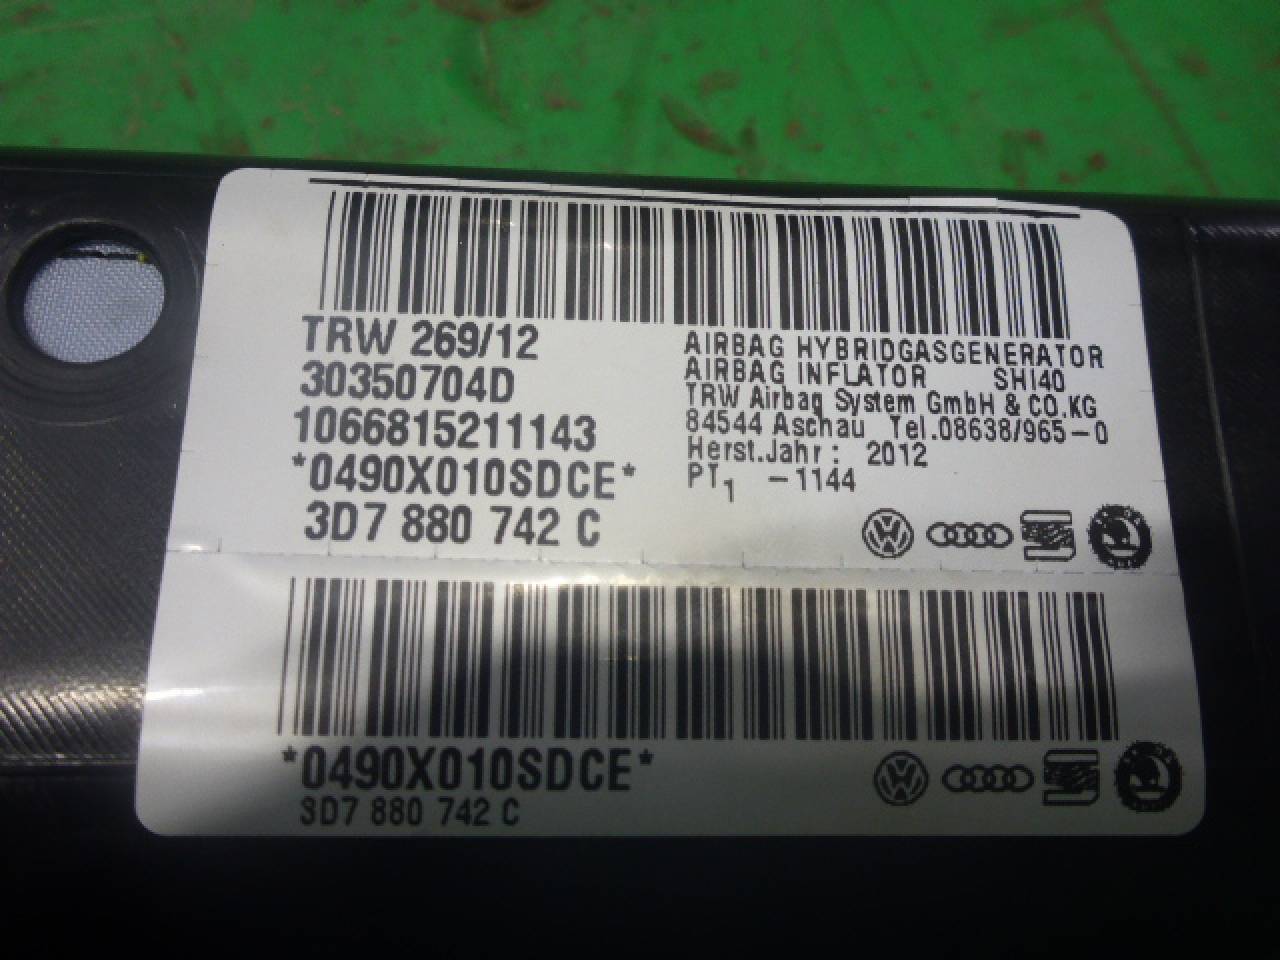 TRW 269/12
30350704D
1066815211143
*0490X010SDCE*
3D7 880 742 C
AIRBAG HYBRIDGASGENERATOR
AIRBAG INFLATOR SHI40
TRW Airbag System GmbH & CO.KG
84544 Aschau Tel.08638/965-0
Herst.Jahr: 2012
PT1 -1144
*0490X010SDCE*
3D7 880 742 C